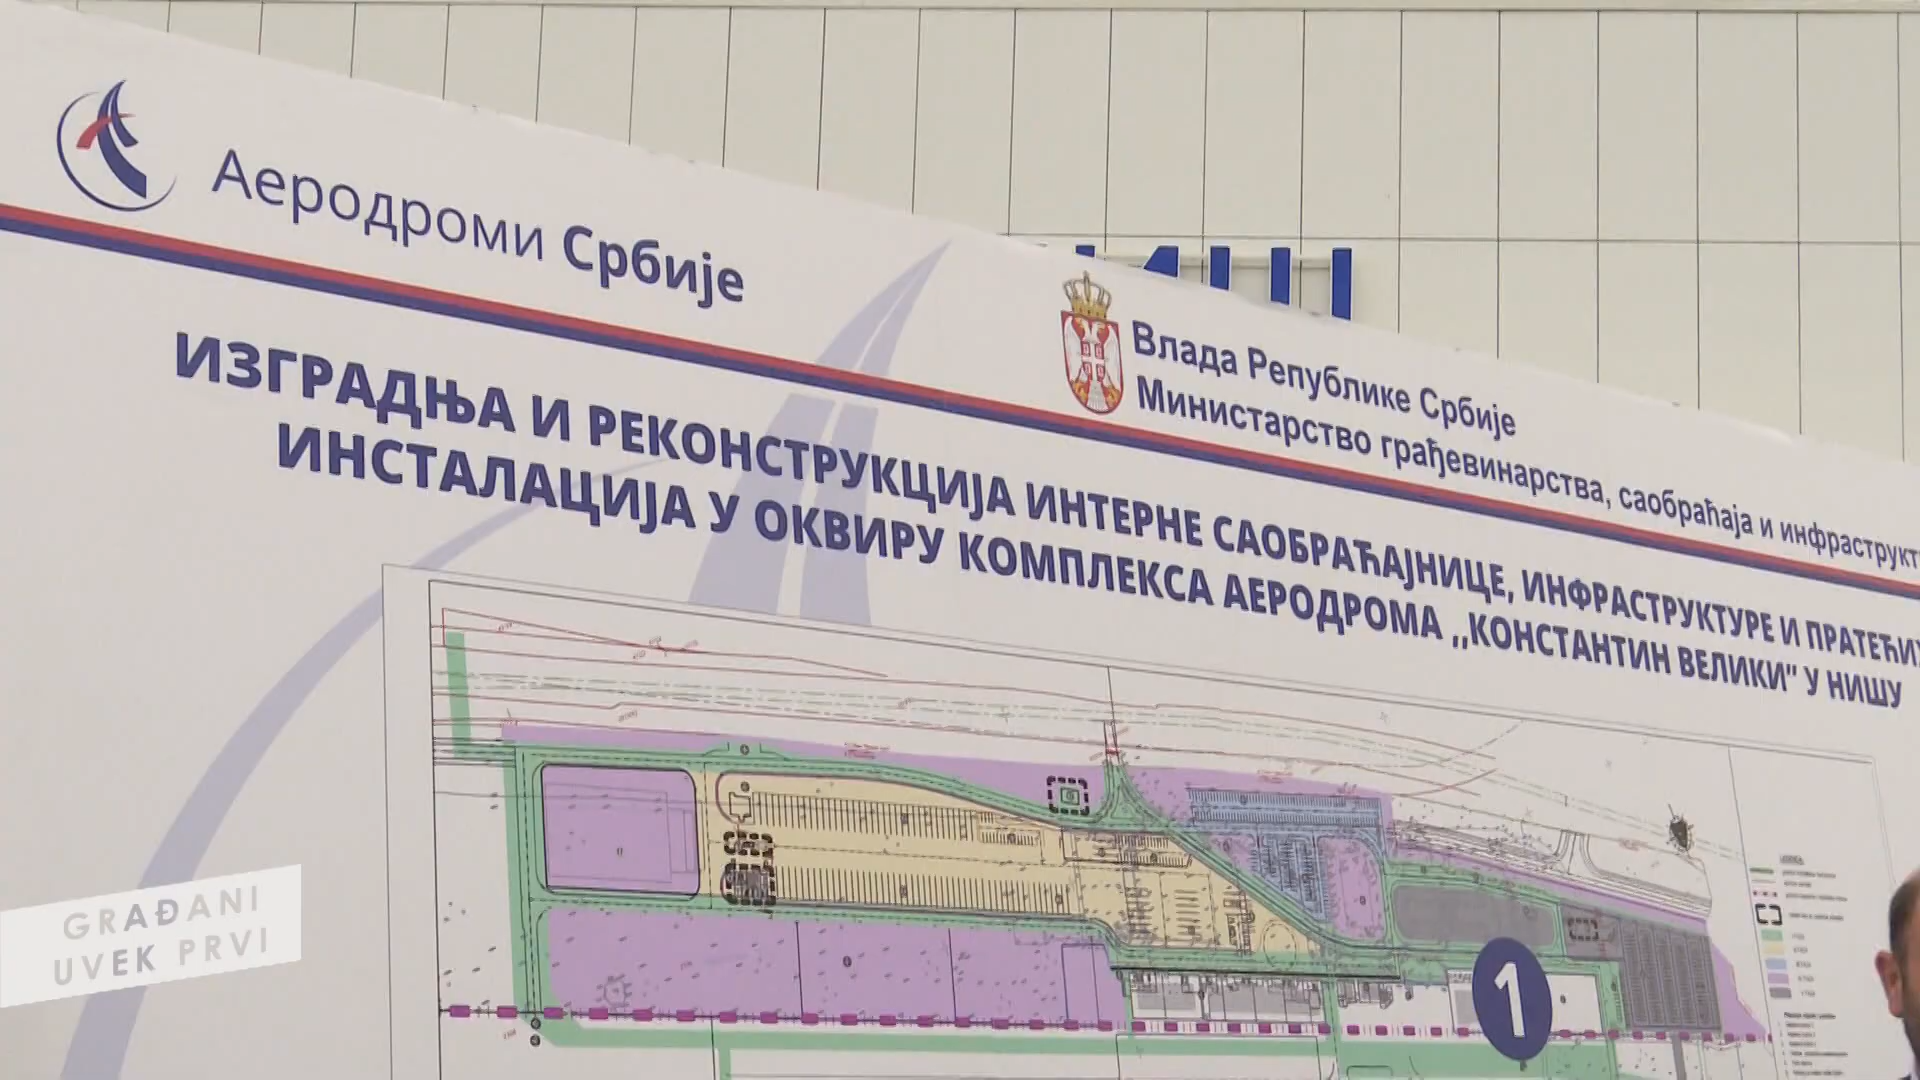 Аеродроми Србије
ИШ
Влада Републике Србије
Министарство грађевинарства, саобраћаја и инфраструкт
ИЗГРАДЊА И РЕКОНСТРУКЦИЈА ИНТЕРНЕ САОБРАЋАЈНИЦЕ, ИНФРАСТРУКТУРЕ И ПРАТЕЋИХ
ИНСТАЛАЦИЈА У ОКВИРУ КОМПЛЕКСА АЕРОДРОМА ,,КОНСТАНТИН ВЕЛИКИ" У НИШУ
1
GRAĐANI
UVEK PRVI